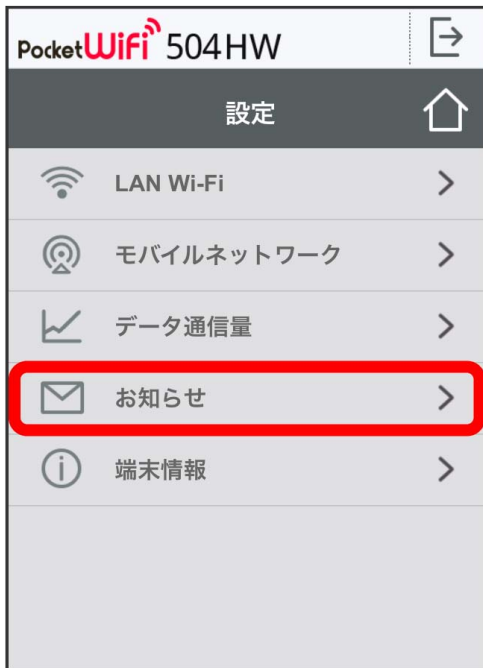 PocketWiFi 504HW
設定
LAN Wi-Fi
モバイルネットワーク
データ通信量
お知らせ
端末情報